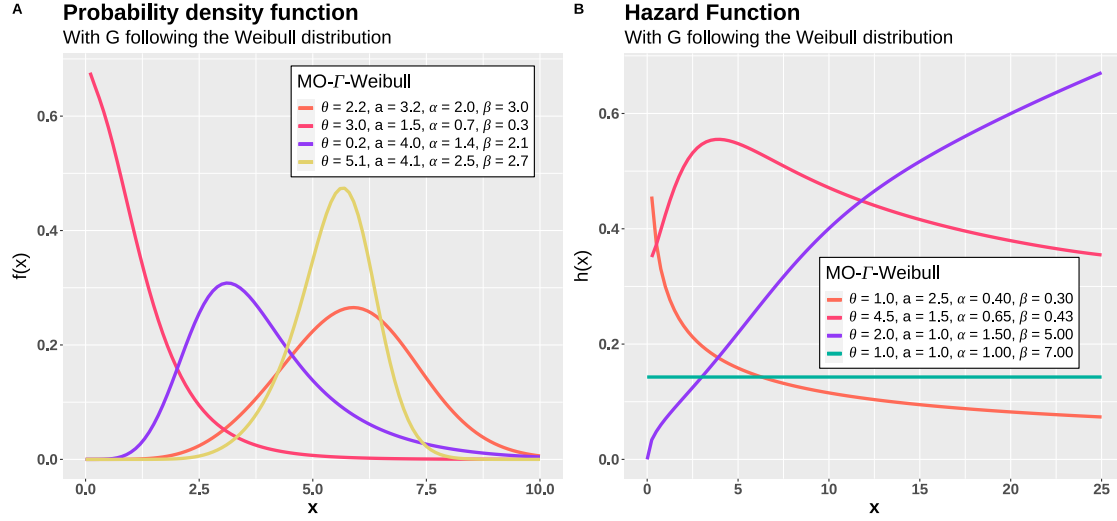 A
Probability density function
With G following the Weibull distribution
MO-Γ-Weibull
θ = 2.2, a = 3.2, α = 2.0, β = 3.0
θ = 3.0, a = 1.5, α = 0.7, β = 0.3
θ = 0.2, a = 4.0, α = 1.4, β = 2.1
θ = 5.1, a = 4.1, α = 2.5, β = 2.7
f(x)
0.6
0.4
0.2
0.0
0.0 2.5 5.0 7.5 10.0
x
B
Hazard Function
With G following the Weibull distribution
MO-Γ-Weibull
θ = 1.0, a = 2.5, α = 0.40, β = 0.30
θ = 4.5, a = 1.5, α = 0.65, β = 0.43
θ = 2.0, a = 1.0, α = 1.50, β = 5.00
θ = 1.0, a = 1.0, α = 1.00, β = 7.00
h(x)
0.6
0.4
0.2
0.0
0 5 10 15 20 25
x